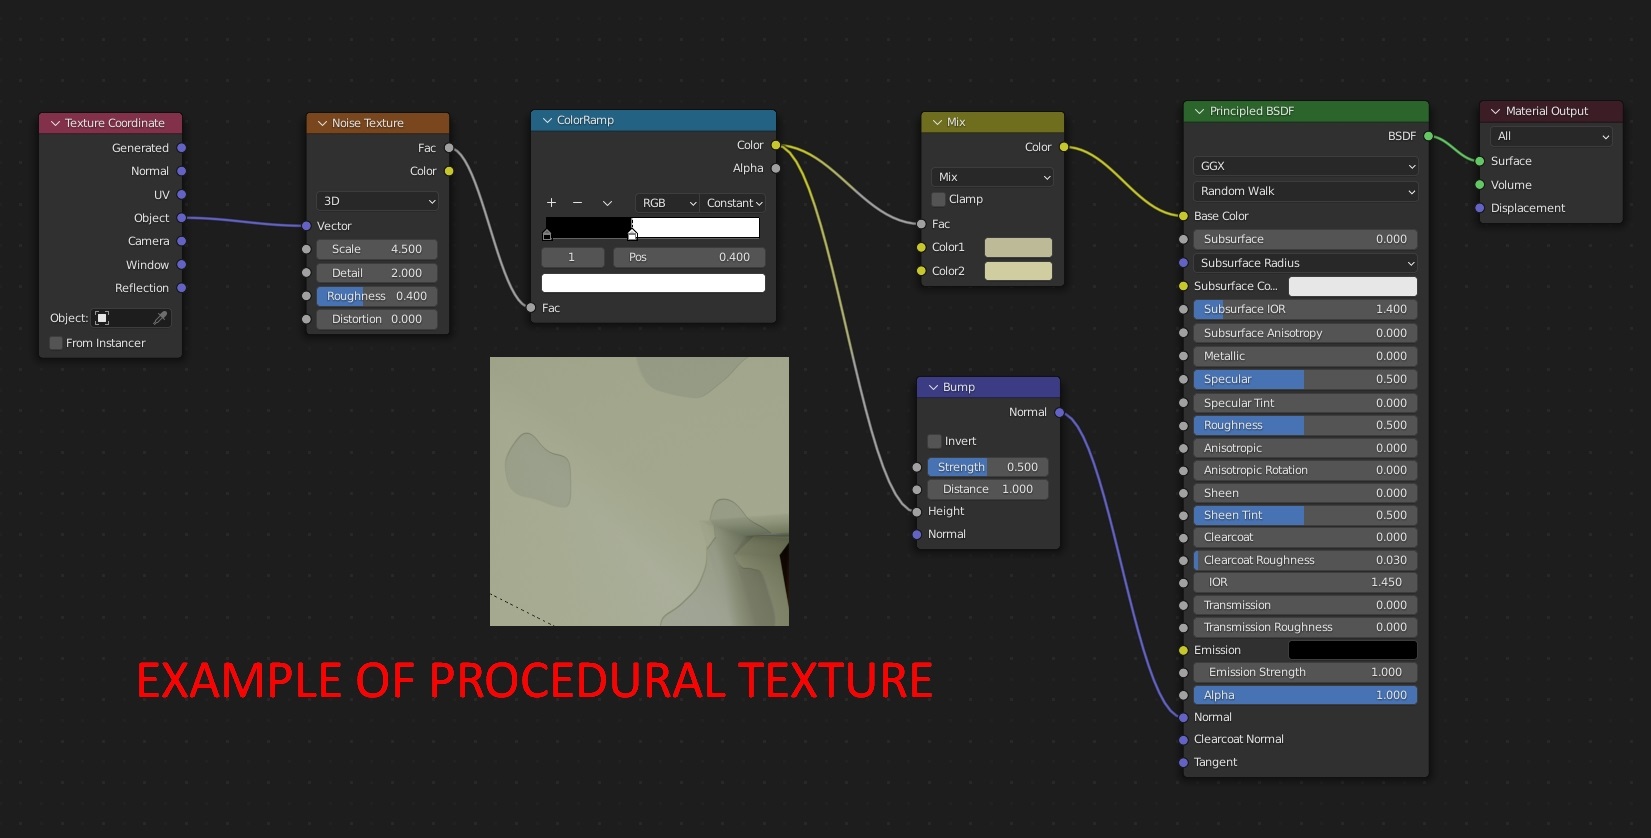 Texture Coordinate
Generated
Normal
UV
Object
Camera
Window
Reflection
Object:
From Instancer
Noise Texture
Fac
Color
3D
Vector
Scale 4.500
Detail 2.000
Roughness 0.400
Distortion 0.000
ColorRamp
Color
Alpha
+ − RGB Constant
1 Pos 0.400
Fac
Mix
Color
Mix
Clamp
Fac
Color1
Color2
Bump
Normal
Invert
Strength 0.500
Distance 1.000
Height
Normal
Principled BSDF
BSDF
GGX
Random Walk
Base Color
Subsurface 0.000
Subsurface Radius
Subsurface Co...
Subsurface IOR 1.400
Subsurface Anisotropy 0.000
Metallic 0.000
Specular 0.500
Specular Tint 0.000
Roughness 0.500
Anisotropic 0.000
Anisotropic Rotation 0.000
Sheen 0.000
Sheen Tint 0.500
Clearcoat 0.000
Clearcoat Roughness 0.030
IOR 1.450
Transmission 0.000
Transmission Roughness 0.000
Emission
Emission Strength 1.000
Alpha 1.000
Normal
Clearcoat Normal
Tangent
Material Output
All
Surface
Volume
Displacement
EXAMPLE OF PROCEDURAL TEXTURE